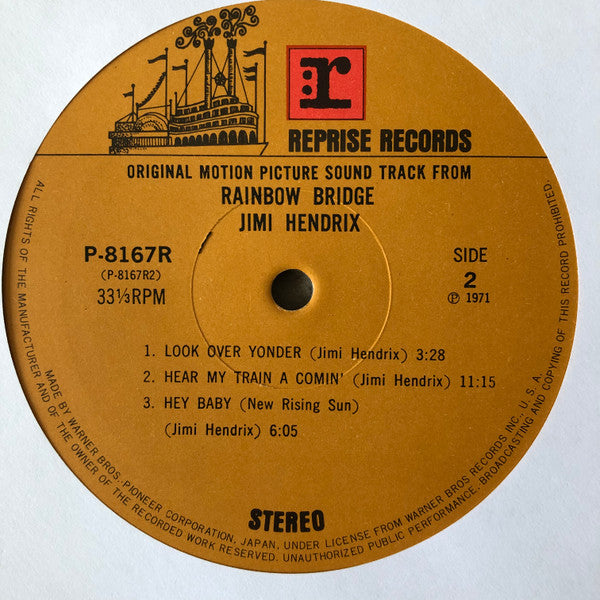 r
REPRISE RECORDS
ORIGINAL MOTION PICTURE SOUND TRACK FROM
RAINBOW BRIDGE
JIMI HENDRIX
P-8167R
(P-8167R2)
33⅓RPM
SIDE
2
Ⓟ 1971
1. LOOK OVER YONDER (Jimi Hendrix) 3:28
2. HEAR MY TRAIN A COMIN' (Jimi Hendrix) 11:15
3. HEY BABY (New Rising Sun)
(Jimi Hendrix) 6:05
STEREO
MADE BY WARNER BROS.-PIONEER CORPORATION, JAPAN, UNDER LICENSE FROM WARNER BROS RECORDS INC., U.S.A.
ALL RIGHTS OF THE MANUFACTURER AND OF THE OWNER OF THE RECORDED WORK RESERVED. UNAUTHORIZED PUBLIC PERFORMANCE, BROADCASTING AND COPYING OF THIS RECORD PROHIBITED.